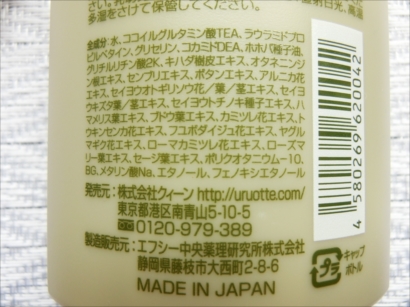 多湿をさけて保管してください。
全成分:水、ココイルグルタミン酸TEA、ラウラミドプロ
ピルベタイン、グリセリン、コカミドDEA、ホホバ種子油、
グリチルリチン酸2K、キハダ樹皮エキス、オタネニンジ
ン根エキス、センブリエキス、ボタンエキス、アルニカ花
エキス、セイヨウオトギリソウ花/葉/茎エキス、セイヨ
ウキズタ葉/茎エキス、セイヨウトチノキ種子エキス、ハ
マメリス葉エキス、ブドウ葉エキス、カミツレ花エキス、ト
ウキンセンカ花エキス、フユボダイジュ花エキス、ヤグル
マギク花エキス、ローマカミツレ花エキス、ローズマ
リー葉エキス、セージ葉エキス、ポリクオタニウム-10、
BG、メタリン酸Na、エタノール、フェノキシエタノール
発売元:株式会社クィーン http://uruotte.com/
東京都港区南青山5-10-5
0120-979-389
製造販売元:エフシー中央薬理研究所株式会社
静岡県藤枝市大西町2-8-6
MADE IN JAPAN
4 580269 620042
プラ
キャップ
ボトル